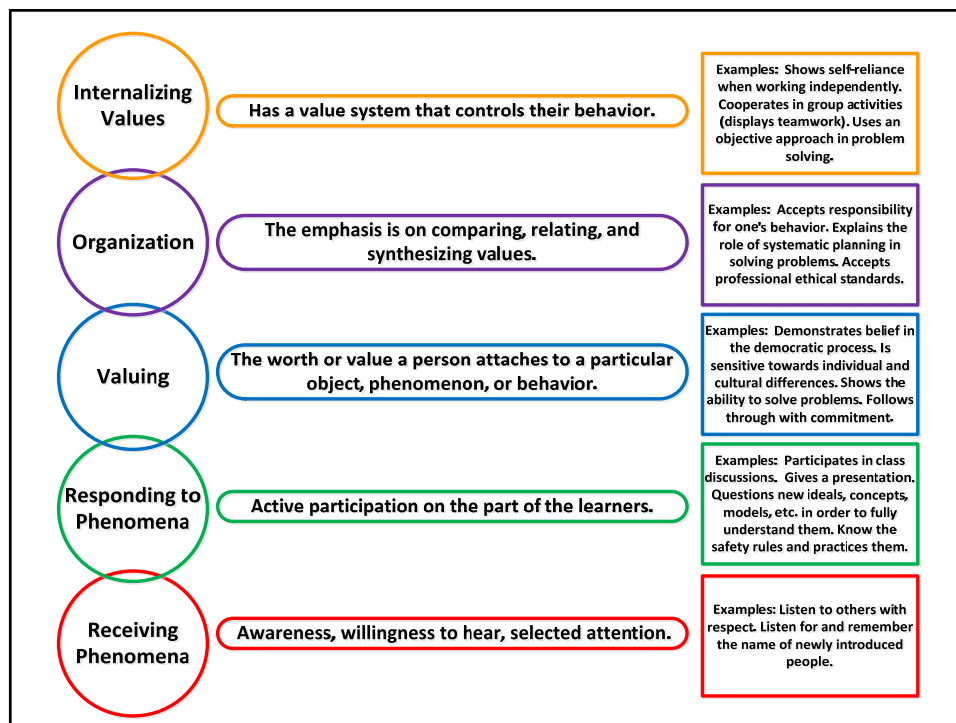 Internalizing
Values
Has a value system that controls their behavior.
Examples: Shows self-reliance
when working independently.
Cooperates in group activities
(displays teamwork). Uses an
objective approach in problem
solving.
Organization
The emphasis is on comparing, relating, and
synthesizing values.
Examples: Accepts responsibility
for one's behavior. Explains the
role of systematic planning in
solving problems. Accepts
professional ethical standards.
Valuing
The worth or value a person attaches to a particular
object, phenomenon, or behavior.
Examples: Demonstrates belief in
the democratic process. Is
sensitive towards individual and
cultural differences. Shows the
ability to solve problems. Follows
through with commitment.
Responding to
Phenomena
Active participation on the part of the learners.
Examples: Participates in class
discussions. Gives a presentation.
Questions new ideals, concepts,
models, etc. in order to fully
understand them. Know the
safety rules and practices them.
Receiving
Phenomena
Awareness, willingness to hear, selected attention.
Examples: Listen to others with
respect. Listen for and remember
the name of newly introduced
people.